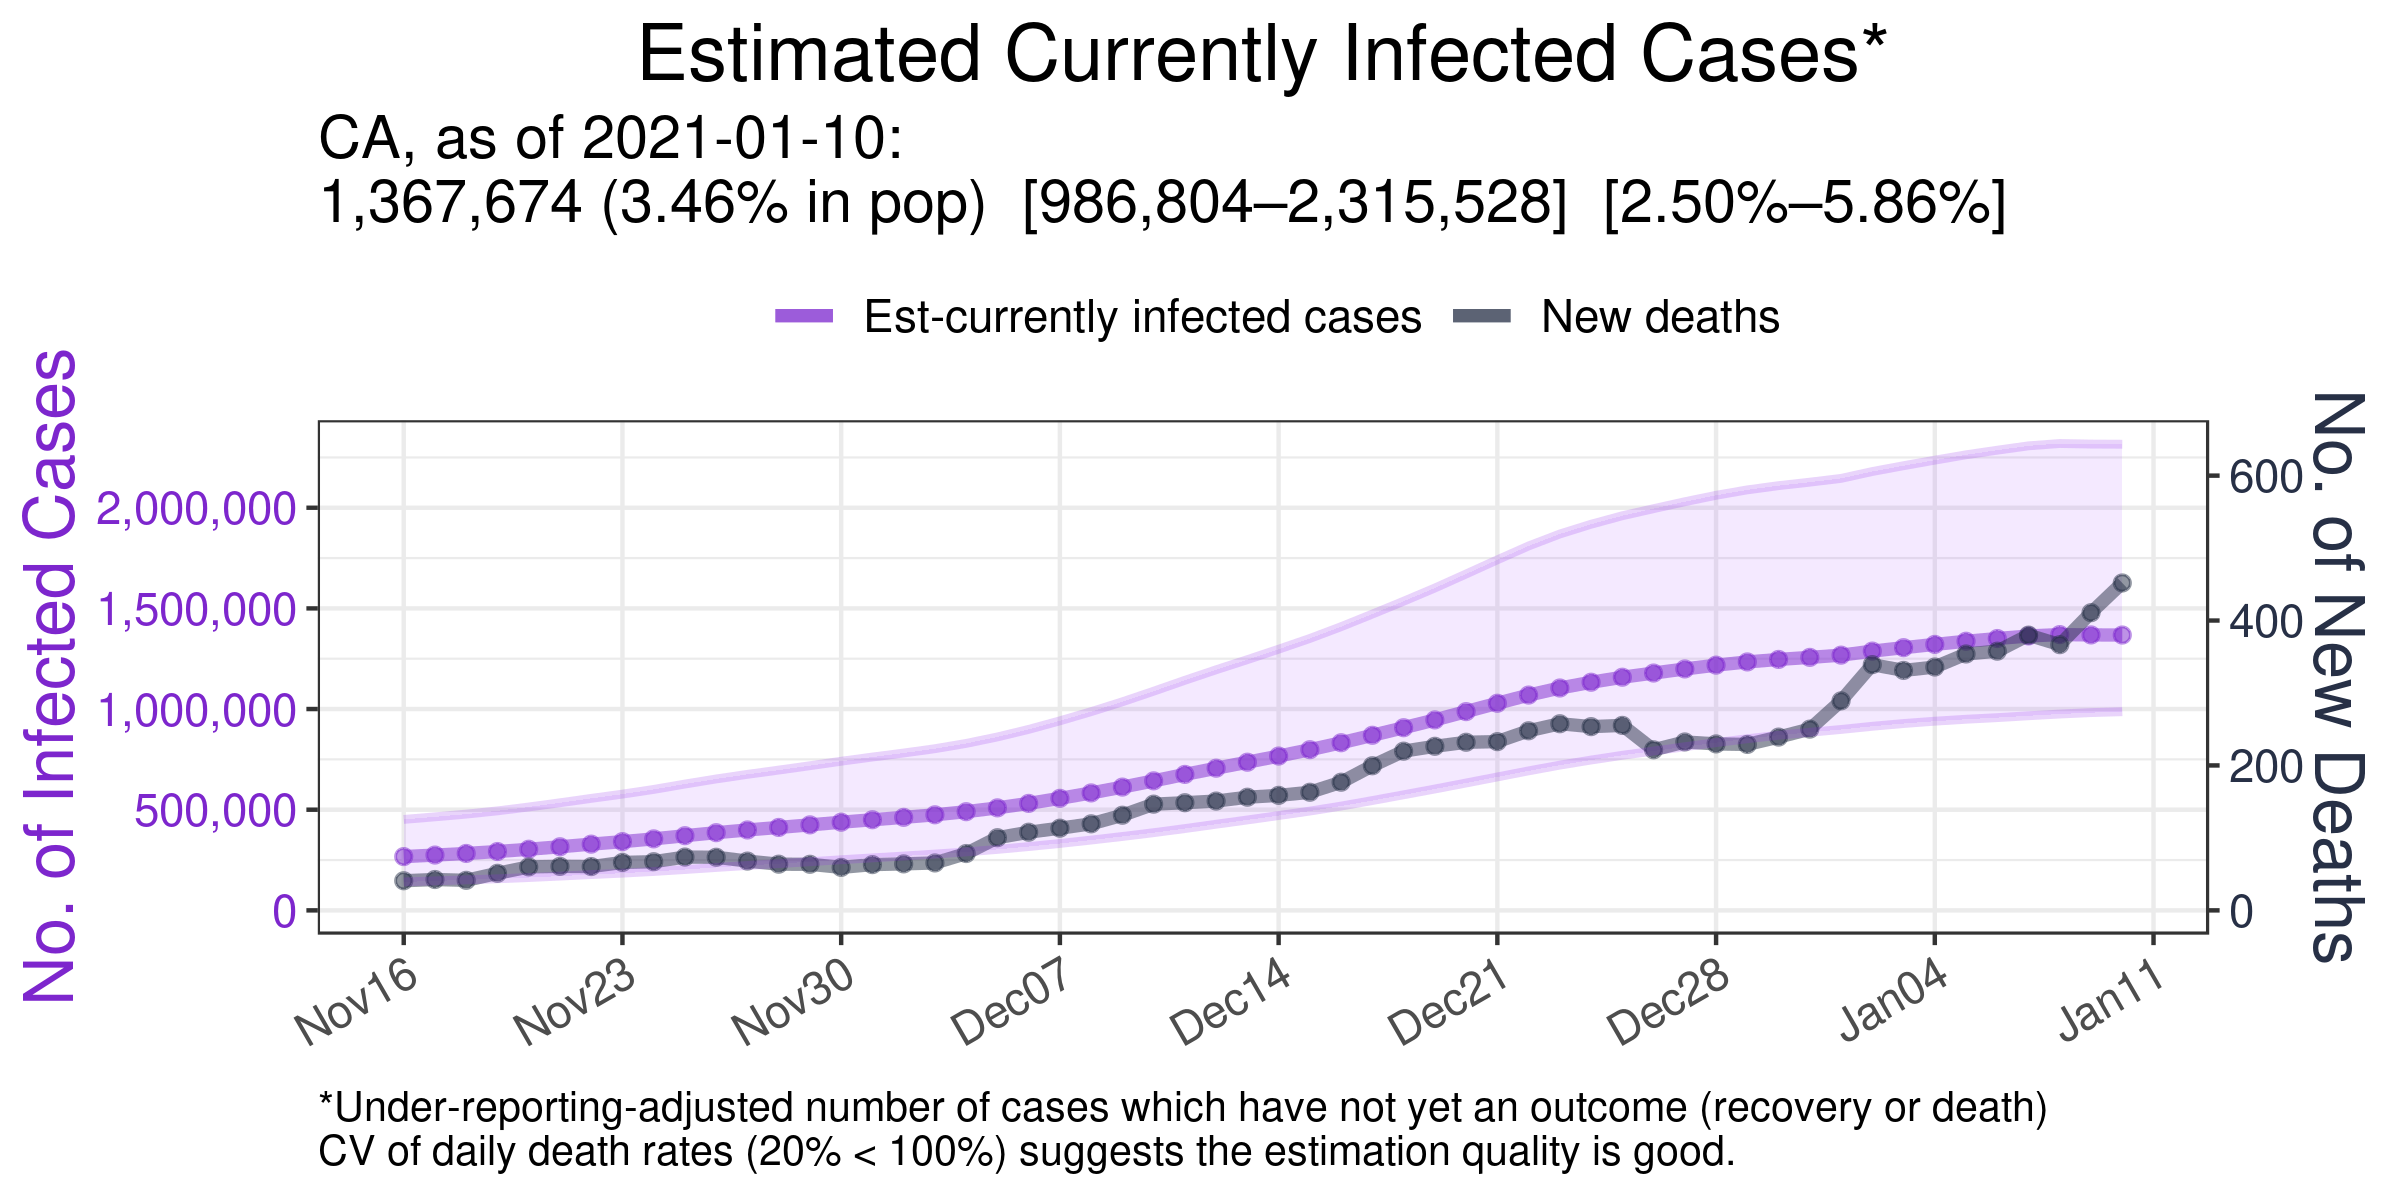 Estimated Currently Infected Cases*
CA, as of 2021-01-10:
1,367,674 (3.46% in pop)  [986,804–2,315,528]  [2.50%–5.86%]
Est-currently infected cases
New deaths
No. of Infected Cases
2,000,000
1,500,000
1,000,000
500,000
0
600
400
200
0
No. of New Deaths
Nov16
Nov23
Nov30
Dec07
Dec14
Dec21
Dec28
Jan04
Jan11
*Under-reporting-adjusted number of cases which have not yet an outcome (recovery or death)
CV of daily death rates (20% < 100%) suggests the estimation quality is good.